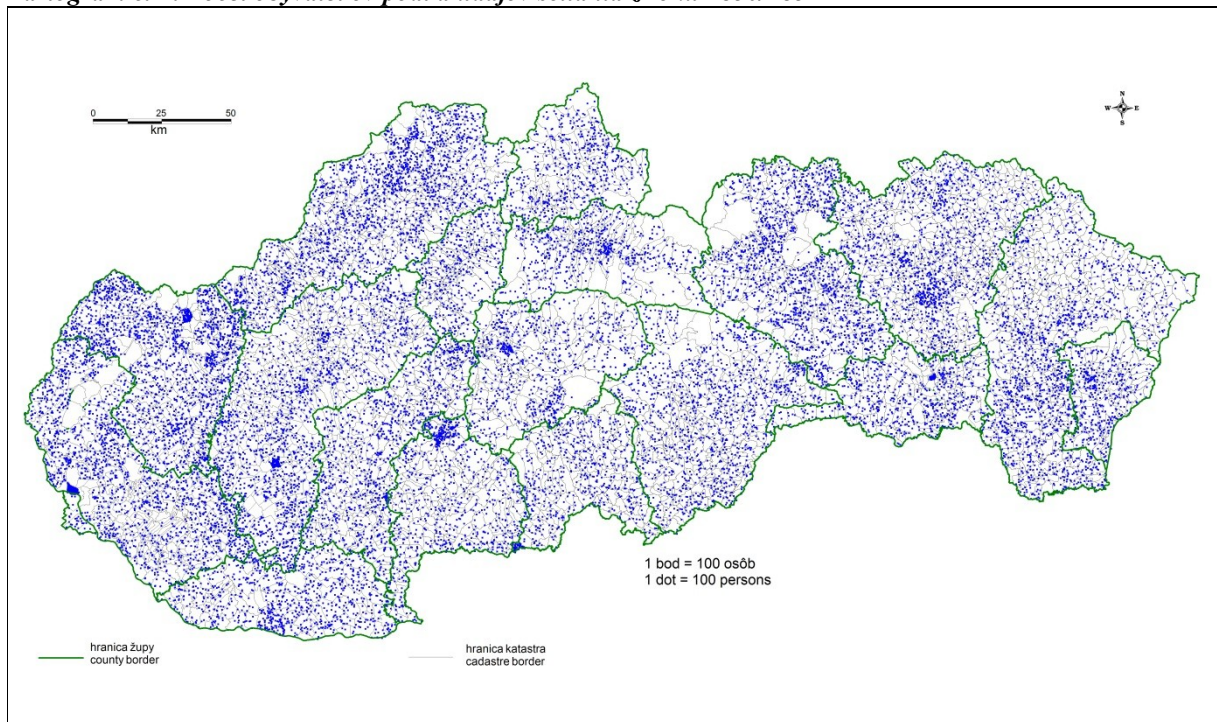 0 25 50
km
N
W E
S
1 bod = 100 osôb
1 dot = 100 persons
hranica župy
county border
hranica katastra
cadastre border